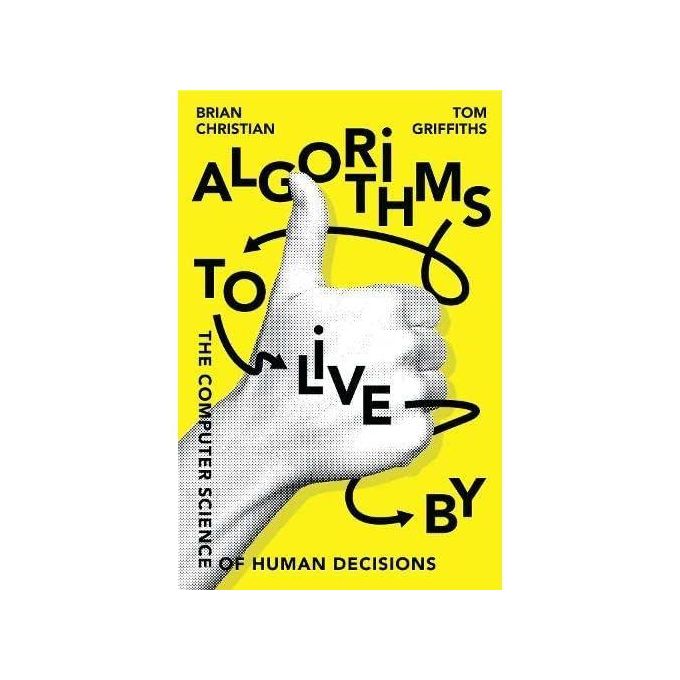 BRIAN
CHRISTIAN
TOM
GRIFFITHS
ALGORiTHMS
TO
LiVE
BY
THE COMPUTER SCIENCE
OF HUMAN DECISIONS